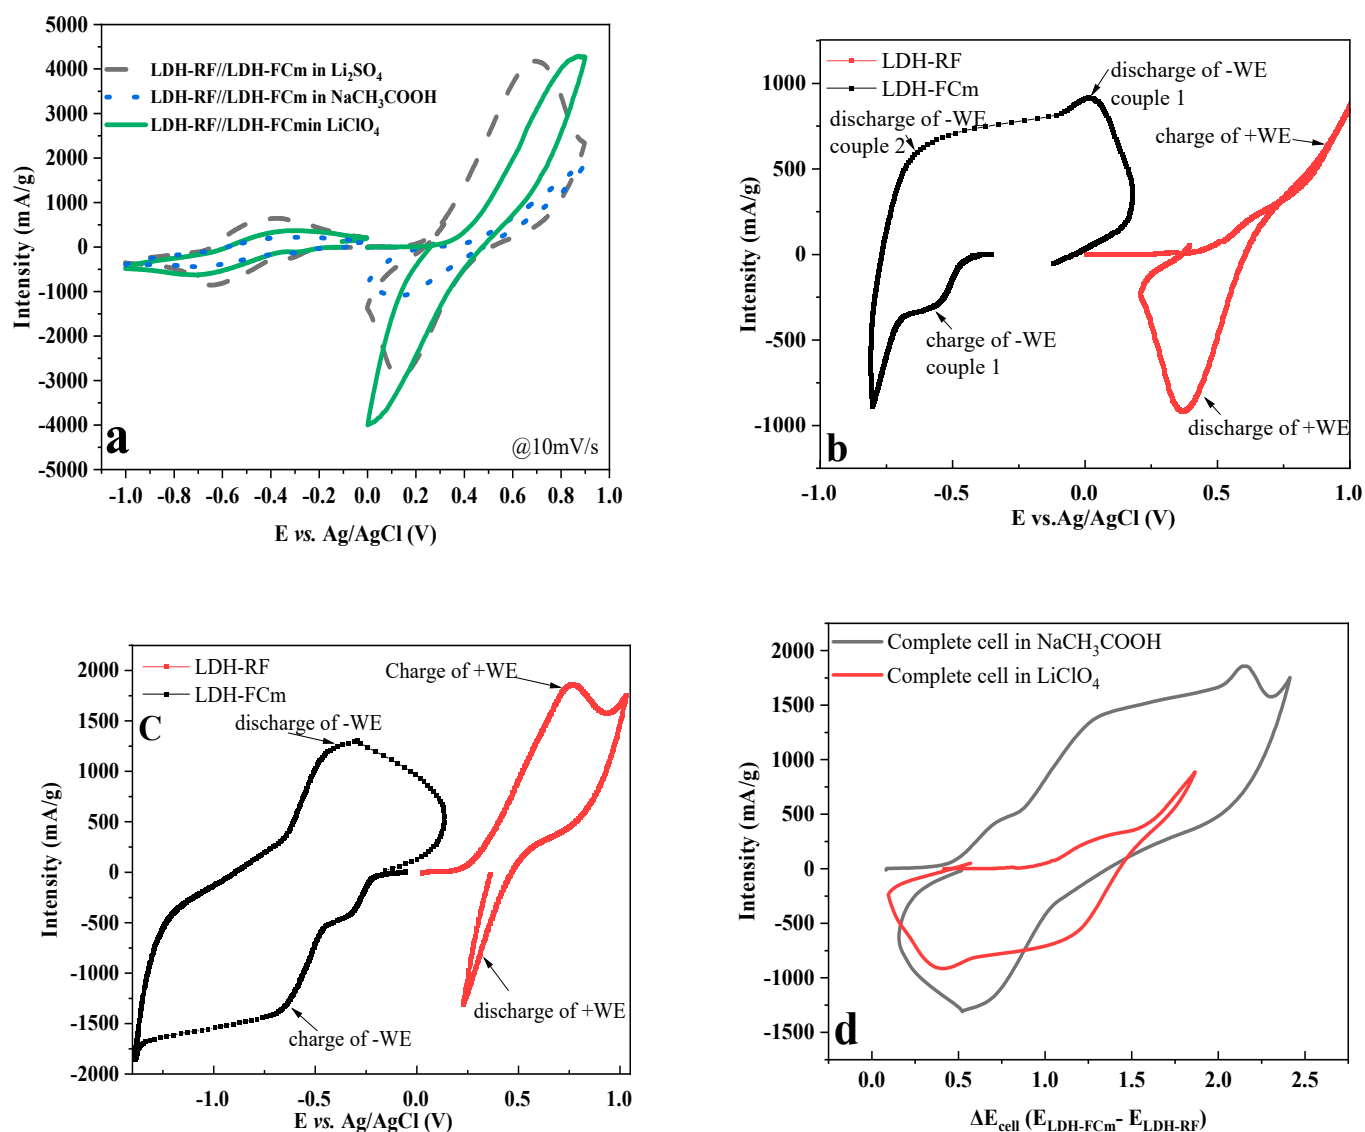 5000
4000
3000
2000
1000
0
-1000
-2000
-3000
-4000
-5000
Intensity (mA/g)
LDH-RF//LDH-FCm in Li₂SO₄
LDH-RF//LDH-FCm in NaCH₃COOH
LDH-RF//LDH-FCmin LiClO₄
a
@10mV/s
-1.0 -0.8 -0.6 -0.4 -0.2 0.0 0.2 0.4 0.6 0.8 1.0
E vs. Ag/AgCl (V)
1000
500
0
-500
-1000
Intensity (mA/g)
LDH-RF
LDH-FCm
discharge of -WE
couple 1
discharge of -WE
couple 2
charge of +WE
charge of -WE
couple 1
discharge of +WE
b
-1.0 -0.5 0.0 0.5 1.0
E vs.Ag/AgCl (V)
2000
1500
1000
500
0
-500
-1000
-1500
-2000
Intensity (mA/g)
LDH-RF
LDH-FCm
Charge of +WE
C
discharge of -WE
discharge of +WE
charge of -WE
-1.0 -0.5 0.0 0.5 1.0
E vs. Ag/AgCl (V)
2000
1500
1000
500
0
-500
-1000
-1500
Intensity (mA/g)
Complete cell in NaCH₃COOH
Complete cell in LiClO₄
d
0.0 0.5 1.0 1.5 2.0 2.5
ΔE_cell (E_LDH-FCm- E_LDH-RF)